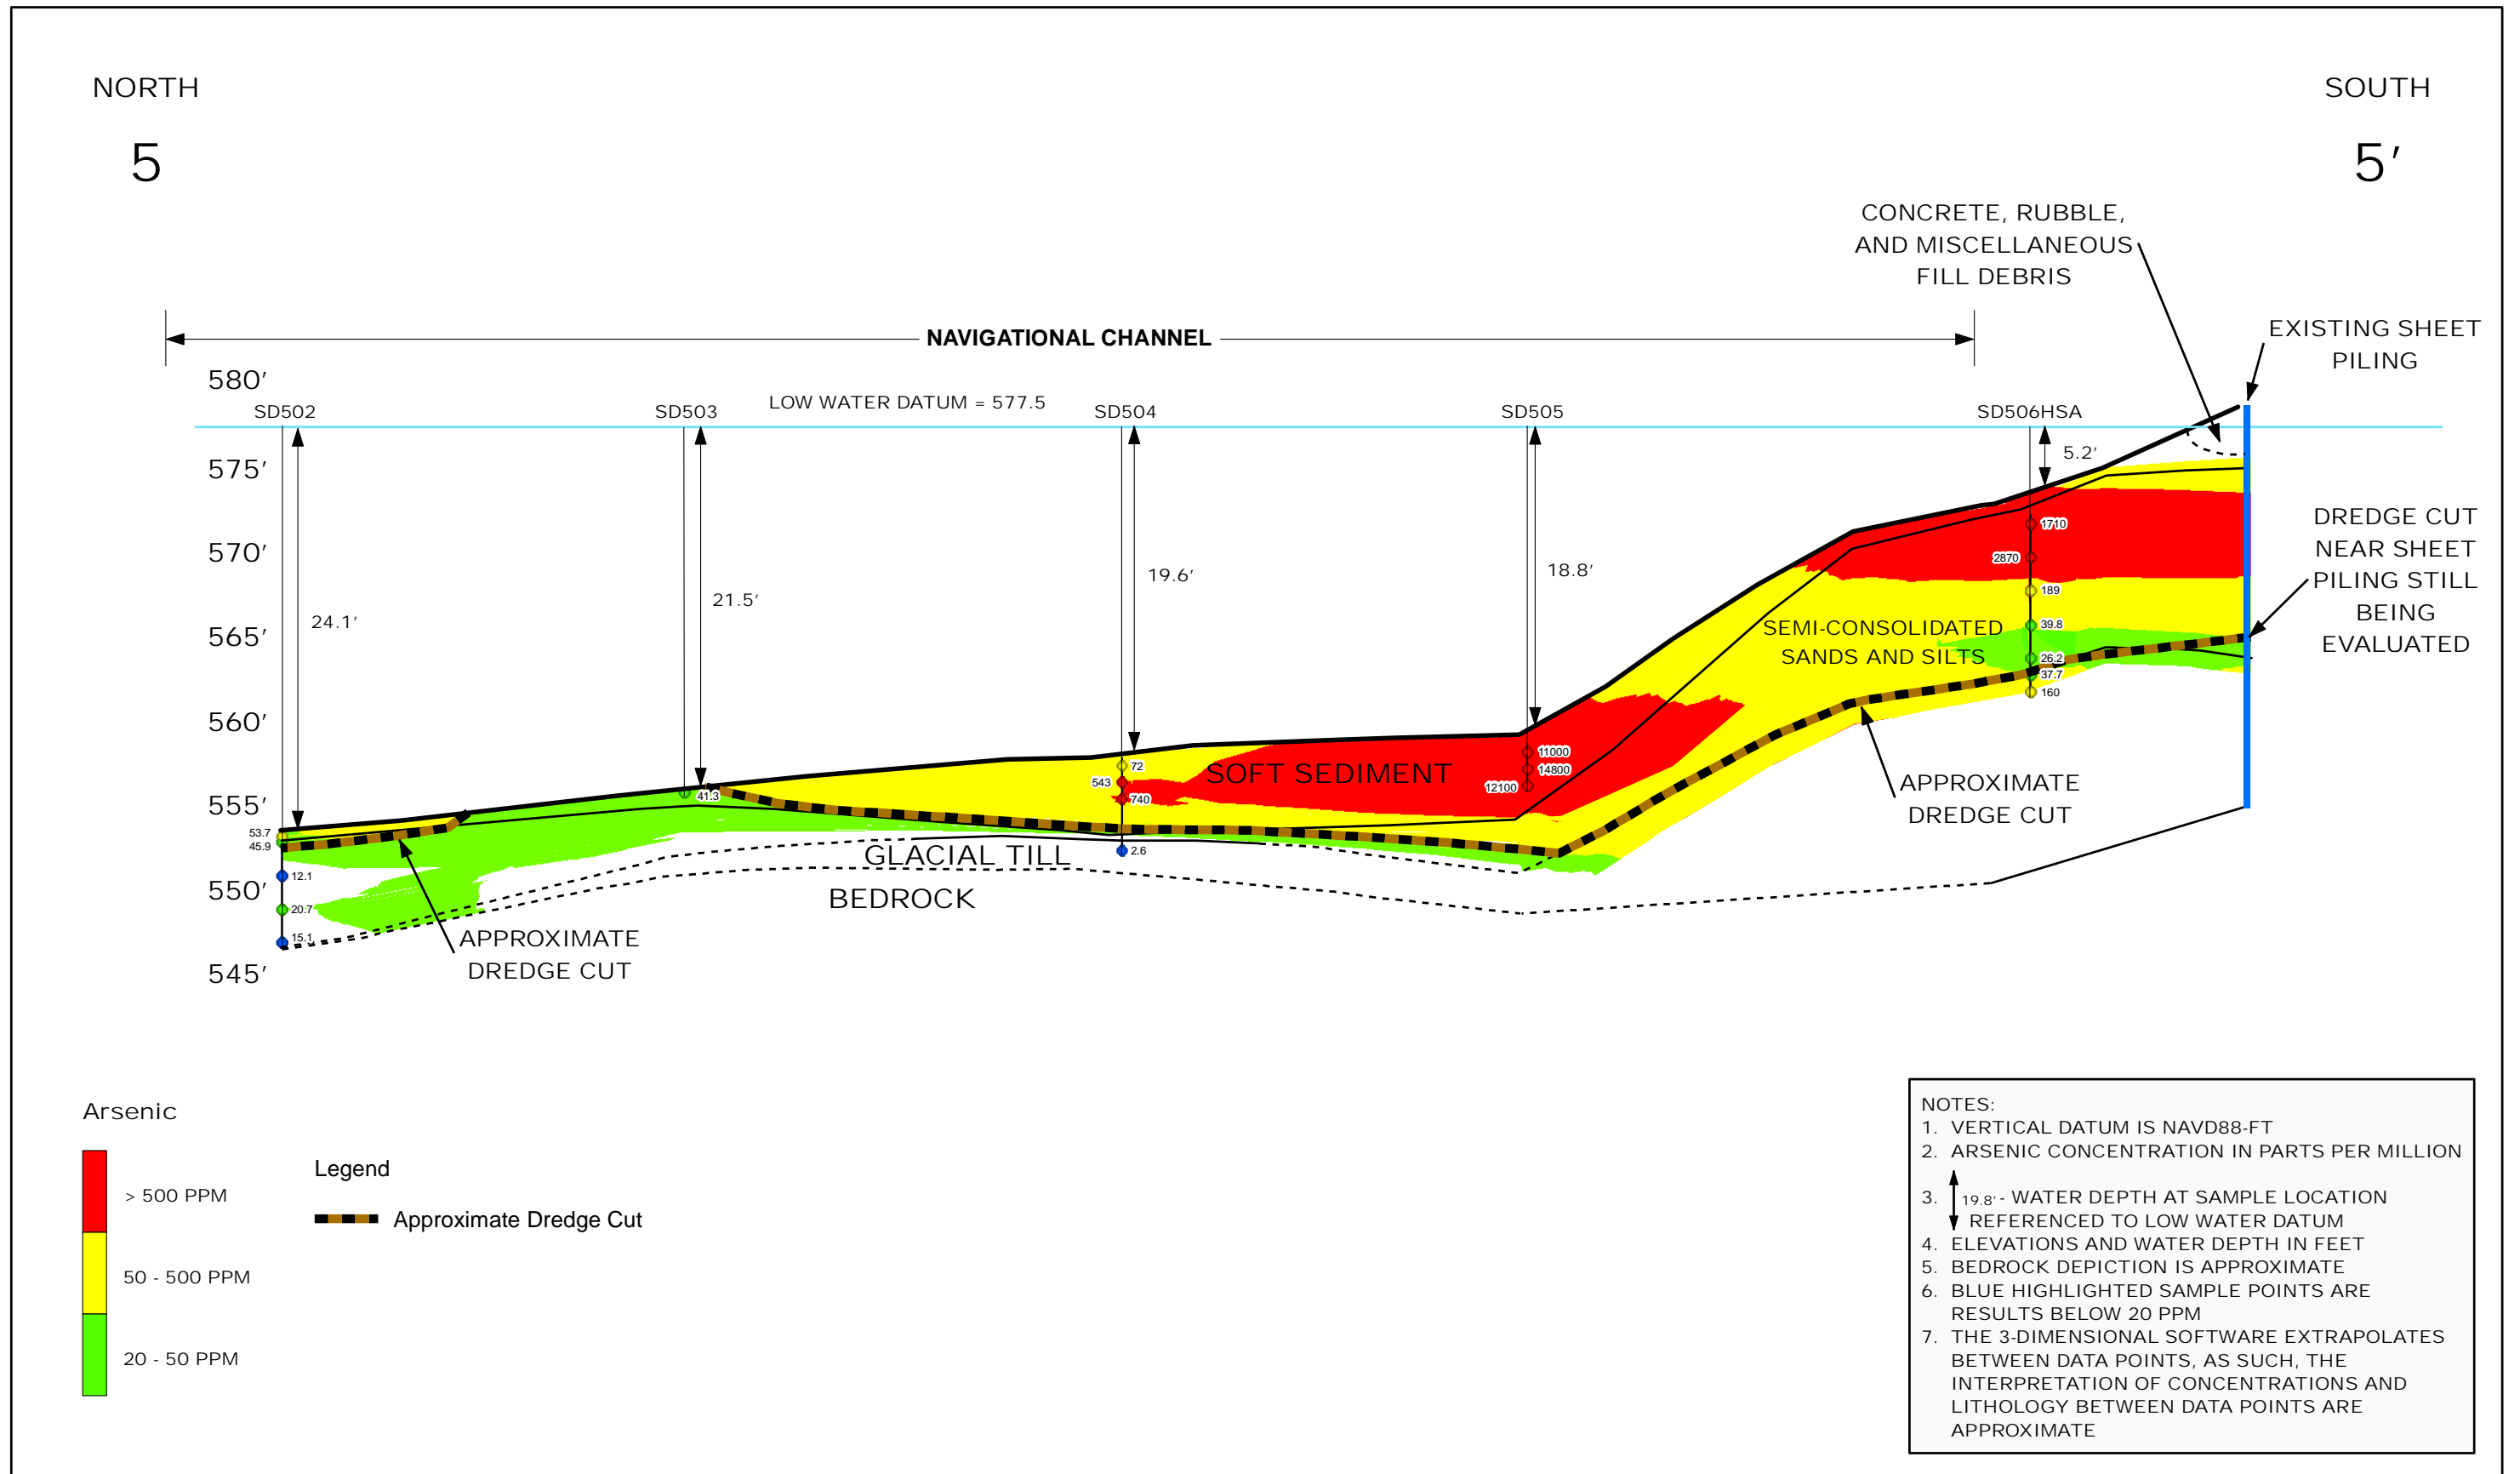 NORTH
SOUTH
5
5'
CONCRETE, RUBBLE,
AND MISCELLANEOUS
FILL DEBRIS
EXISTING SHEET
PILING
NAVIGATIONAL CHANNEL
580'
575'
570'
565'
560'
555'
550'
545'
LOW WATER DATUM = 577.5
SD502
SD503
SD504
SD505
SD506HSA
24.1'
21.5'
19.6'
18.8'
5.2'
DREDGE CUT
NEAR SHEET
PILING STILL
BEING
EVALUATED
53.7
45.9
12.1
20.7
15.1
41.3
72
543
740
2.6
11000
14800
12100
1710
2870
189
39.8
26.2
37.7
160
SEMI-CONSOLIDATED
SANDS AND SILTS
SOFT SEDIMENT
GLACIAL TILL
BEDROCK
APPROXIMATE
DREDGE CUT
APPROXIMATE
DREDGE CUT
Arsenic
> 500 PPM
50 - 500 PPM
20 - 50 PPM
Legend
Approximate Dredge Cut
NOTES:
1. VERTICAL DATUM IS NAVD88-FT
2. ARSENIC CONCENTRATION IN PARTS PER MILLION
3. 19.8' - WATER DEPTH AT SAMPLE LOCATION
REFERENCED TO LOW WATER DATUM
4. ELEVATIONS AND WATER DEPTH IN FEET
5. BEDROCK DEPICTION IS APPROXIMATE
6. BLUE HIGHLIGHTED SAMPLE POINTS ARE
RESULTS BELOW 20 PPM
7. THE 3-DIMENSIONAL SOFTWARE EXTRAPOLATES
BETWEEN DATA POINTS, AS SUCH, THE
INTERPRETATION OF CONCENTRATIONS AND
LITHOLOGY BETWEEN DATA POINTS ARE
APPROXIMATE